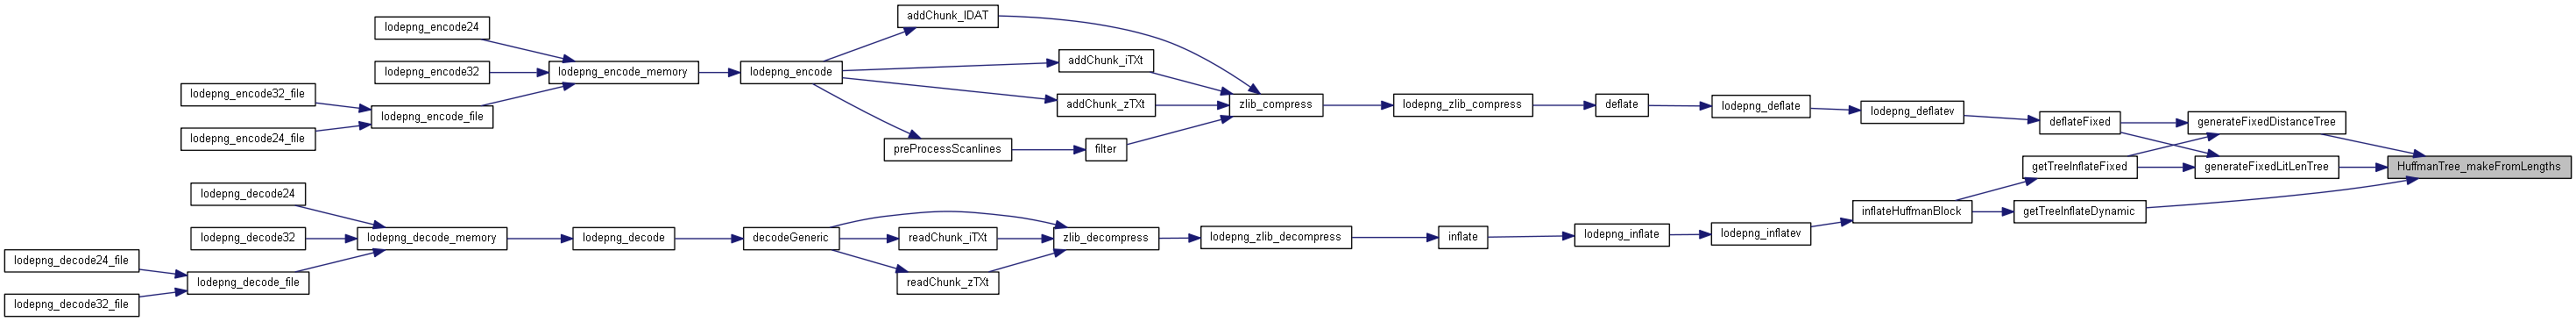 addChunk_IDAT
lodepng_encode24
addChunk_iTXt
lodepng_encode32
lodepng_encode_memory
lodepng_encode
lodepng_encode32_file
addChunk_zTXt
zlib_compress
lodepng_zlib_compress
deflate
lodepng_deflate
lodepng_deflatev
lodepng_encode_file
deflateFixed
generateFixedDistanceTree
lodepng_encode24_file
preProcessScanlines
filter
getTreeInflateFixed
generateFixedLitLenTree
HuffmanTree_makeFromLengths
lodepng_decode24
inflateHuffmanBlock
getTreeInflateDynamic
lodepng_decode32
lodepng_decode_memory
lodepng_decode
decodeGeneric
readChunk_iTXt
zlib_decompress
lodepng_zlib_decompress
inflate
lodepng_inflate
lodepng_inflatev
lodepng_decode24_file
lodepng_decode_file
readChunk_zTXt
lodepng_decode32_file